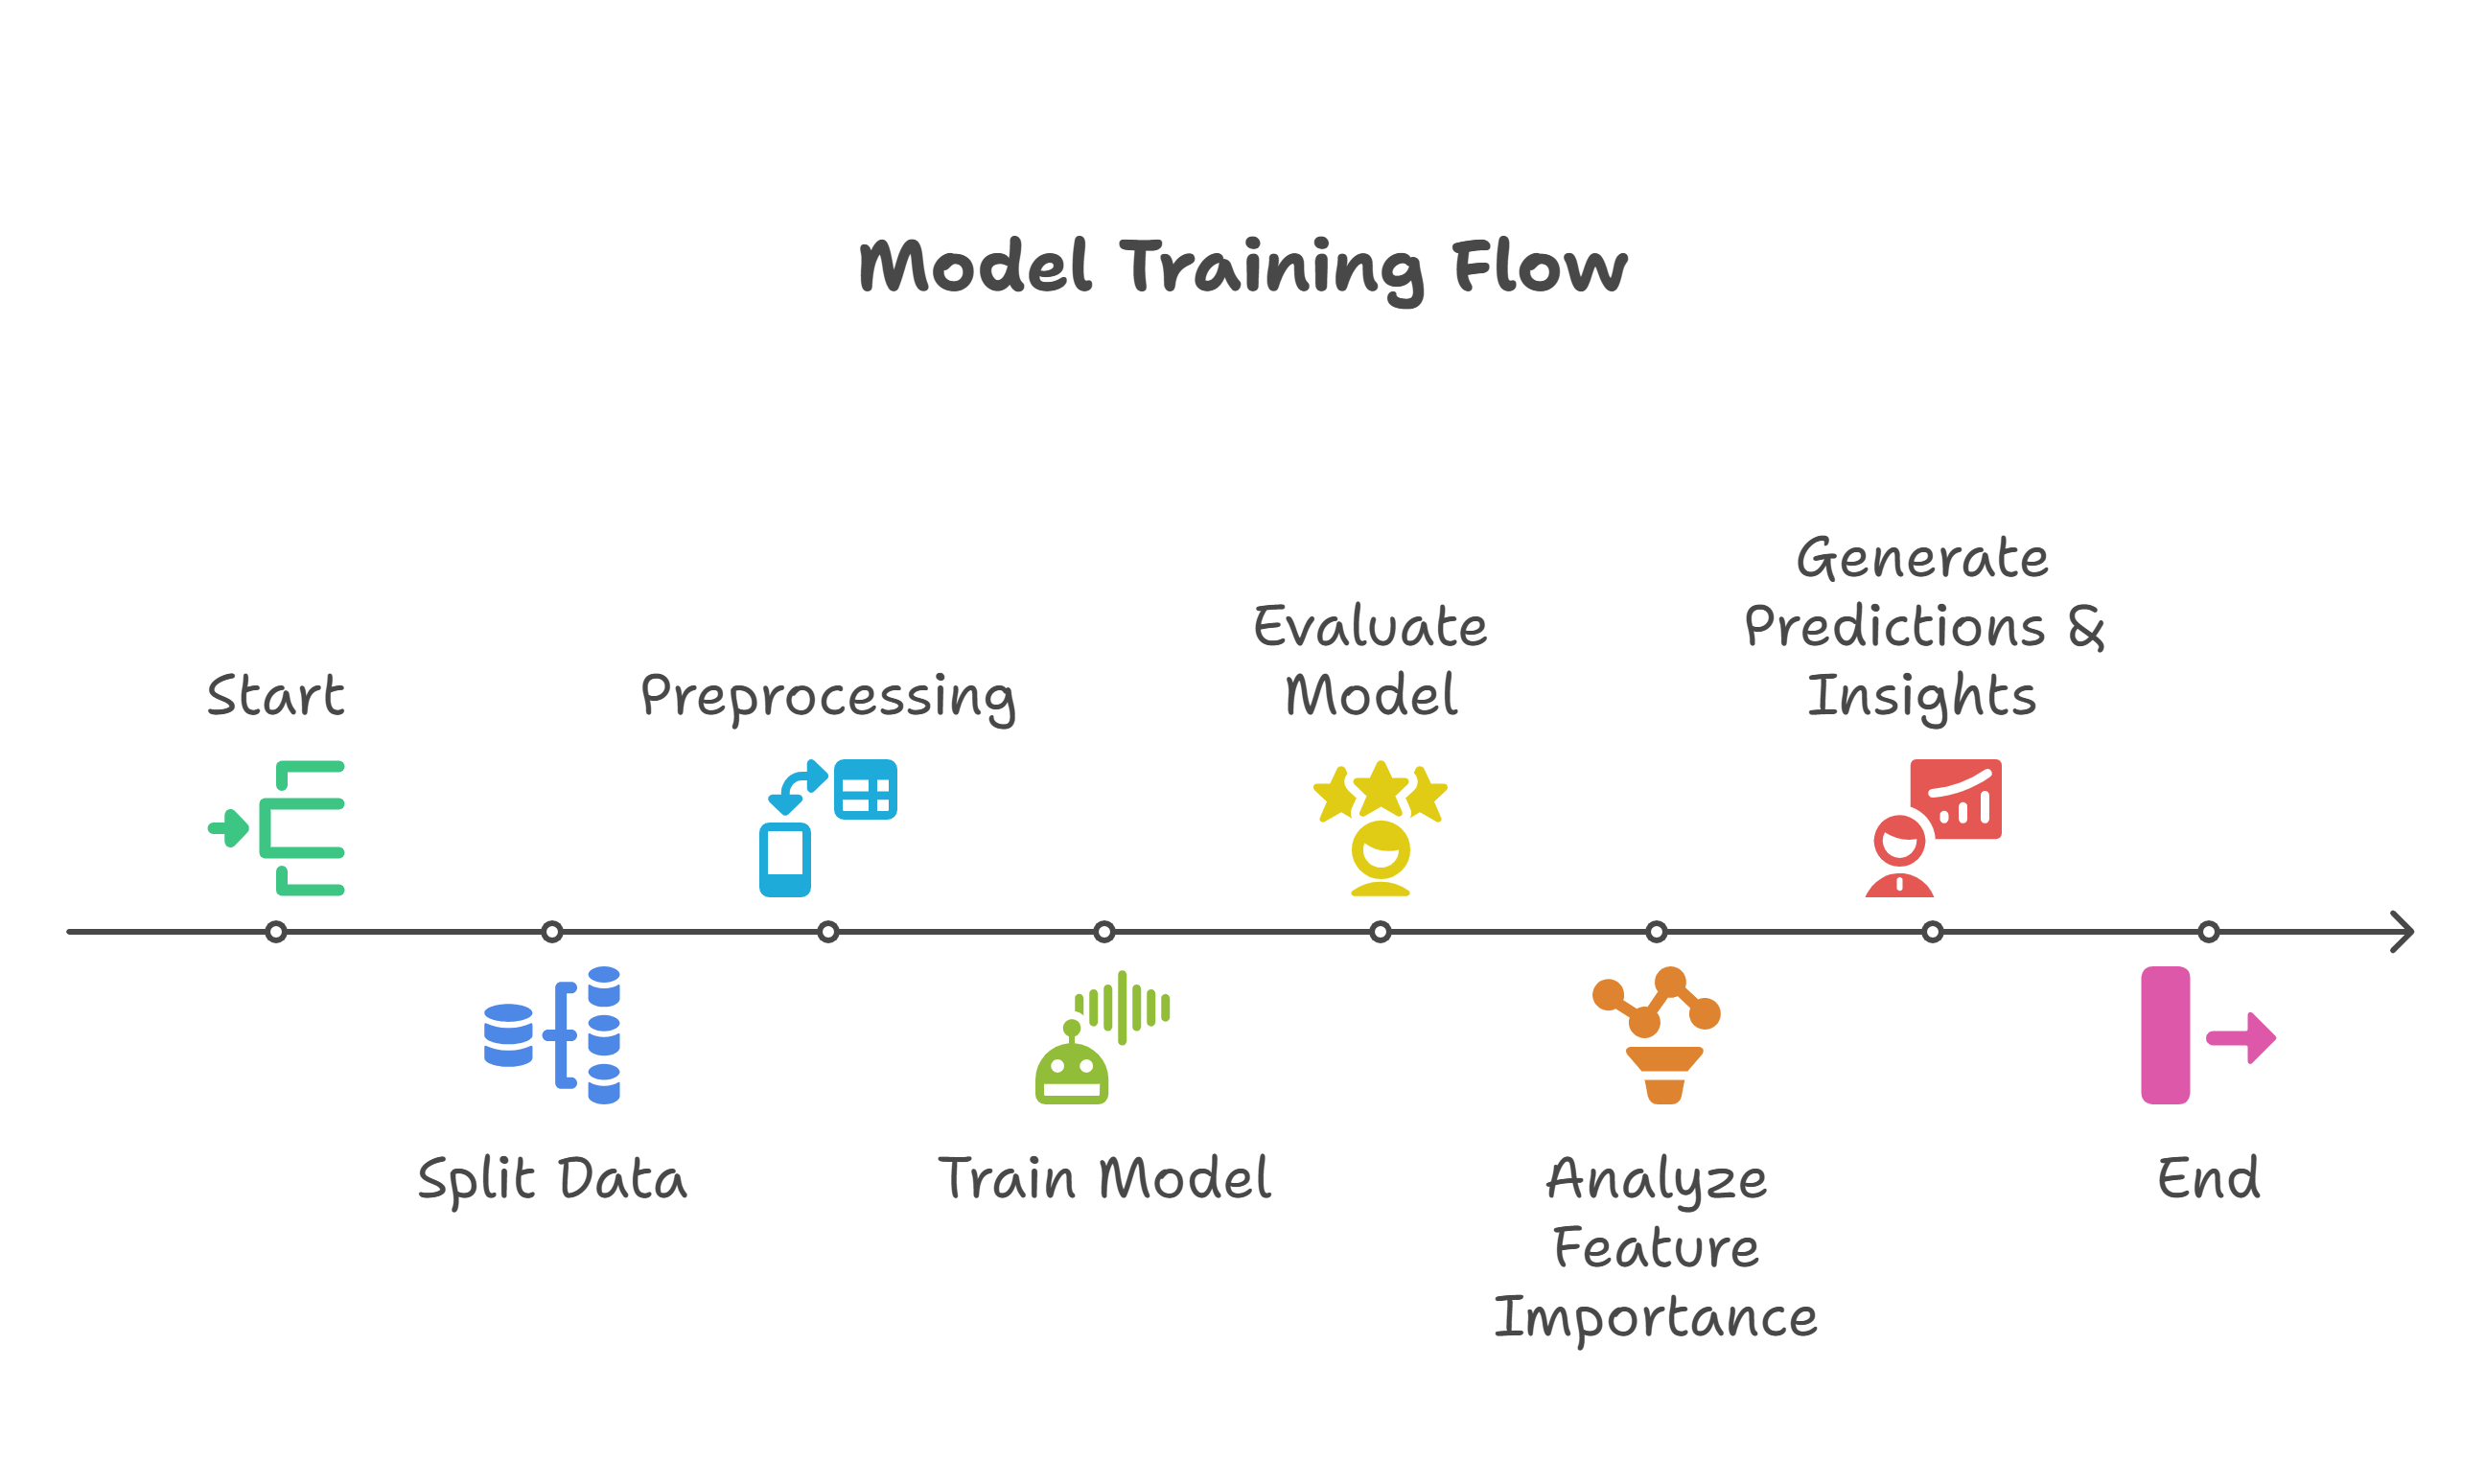 Model Training Flow
Start
Split Data
Preprocessing
Train Model
Evaluate
Model
Analyze
Feature
Importance
Generate
Predictions &
Insights
End